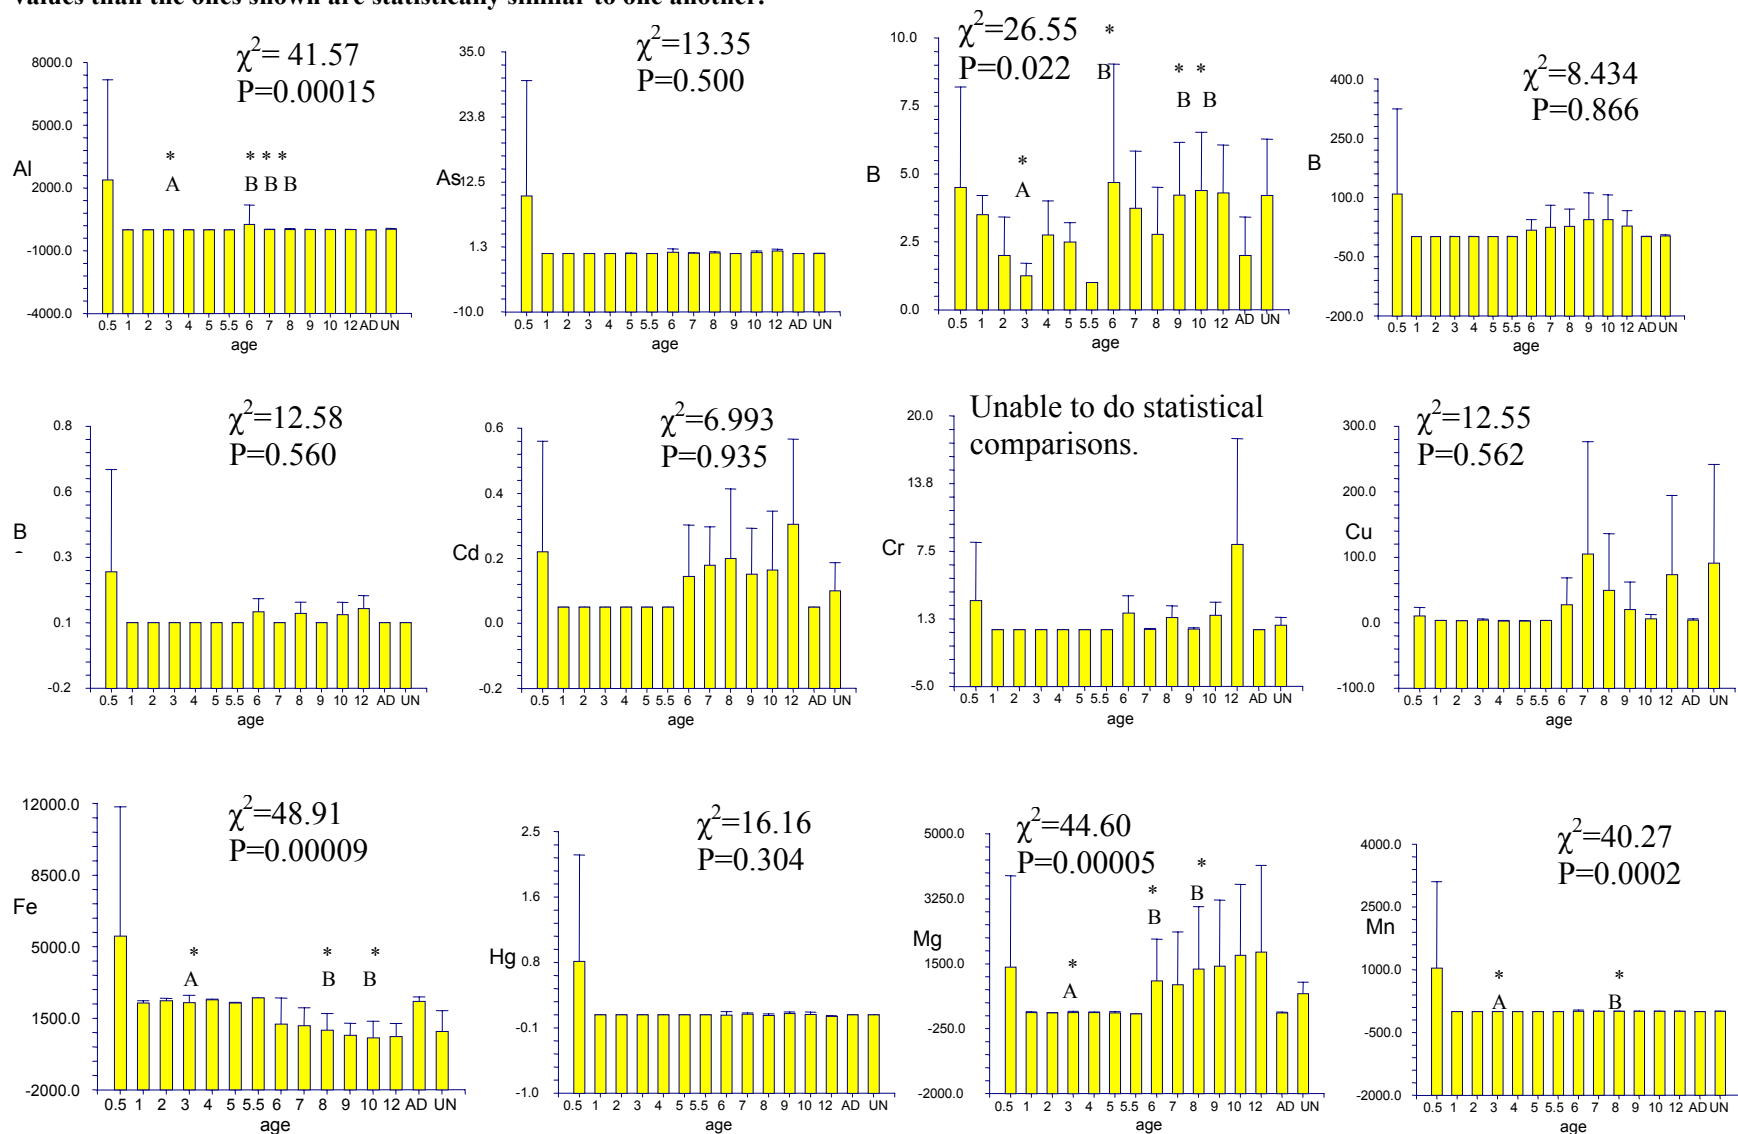 values than the ones shown are statistically similar to one another.
χ²= 41.57
P=0.00015
8000.0
5000.0
2000.0
-1000.0
-4000.0
Al
* * * *
A B B B
0.5 1 2 3 4 5 5.5 6 7 8 9 10 12 AD UN
age
χ²=13.35
P=0.500
35.0
23.8
12.5
1.3
-10.0
As
0.5 1 2 3 4 5 5.5 6 7 8 9 10 12 AD UN
age
χ²=26.55
P=0.022
10.0
7.5
5.0
2.5
0.0
B
*
B
* *
B B
*
A
0.5 1 2 3 4 5 5.5 6 7 8 9 10 12 AD UN
age
χ²=8.434
P=0.866
400.0
250.0
100.0
-50.0
-200.0
B
0.5 1 2 3 4 5 5.5 6 7 8 9 10 12 AD UN
age
χ²=12.58
P=0.560
0.8
0.6
0.3
0.1
-0.2
B
0.5 1 2 3 4 5 5.5 6 7 8 9 10 12 AD UN
age
χ²=6.993
P=0.935
0.6
0.4
0.2
0.0
-0.2
Cd
0.5 1 2 3 4 5 5.5 6 7 8 9 10 12 AD UN
age
Unable to do statistical
comparisons.
20.0
13.8
7.5
1.3
-5.0
Cr
0.5 1 2 3 4 5 5.5 6 7 8 9 10 12 AD UN
age
χ²=12.55
P=0.562
300.0
200.0
100.0
0.0
-100.0
Cu
0.5 1 2 3 4 5 5.5 6 7 8 9 10 12 AD UN
age
χ²=48.91
P=0.00009
12000.0
8500.0
5000.0
1500.0
-2000.0
Fe
* * *
A B B
0.5 1 2 3 4 5 5.5 6 7 8 9 10 12 AD UN
age
χ²=16.16
P=0.304
2.5
1.6
0.8
-0.1
-1.0
Hg
0.5 1 2 3 4 5 5.5 6 7 8 9 10 12 AD UN
age
χ²=44.60
P=0.00005
5000.0
3250.0
1500.0
-250.0
-2000.0
Mg
*
B
*
B
*
A
0.5 1 2 3 4 5 5.5 6 7 8 9 10 12 AD UN
age
χ²=40.27
P=0.0002
4000.0
2500.0
1000.0
-500.0
-2000.0
Mn
* *
A B
0.5 1 2 3 4 5 5.5 6 7 8 9 10 12 AD UN
age